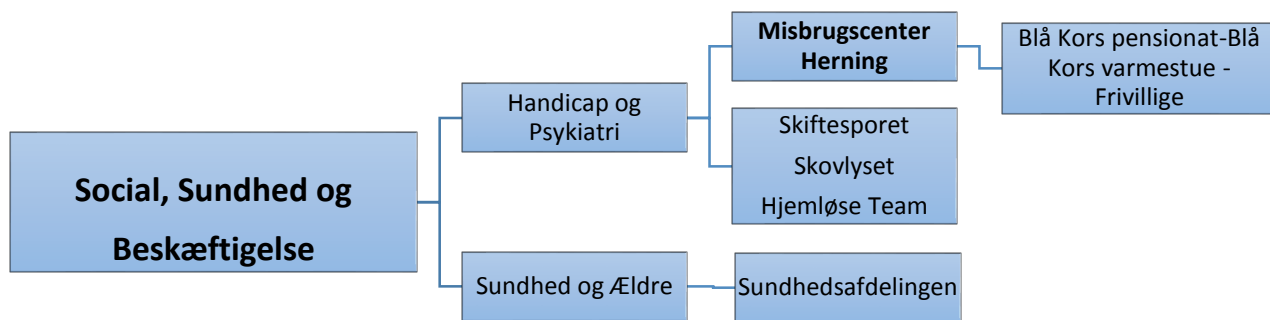 Social, Sundhed og
Beskæftigelse
Handicap og
Psykiatri
Misbrugscenter
Herning
Blå Kors pensionat-Blå
Kors varmestue -
Frivillige
Skiftesporet
Skovlyset
Hjemløse Team
Sundhed og Ældre
Sundhedsafdelingen